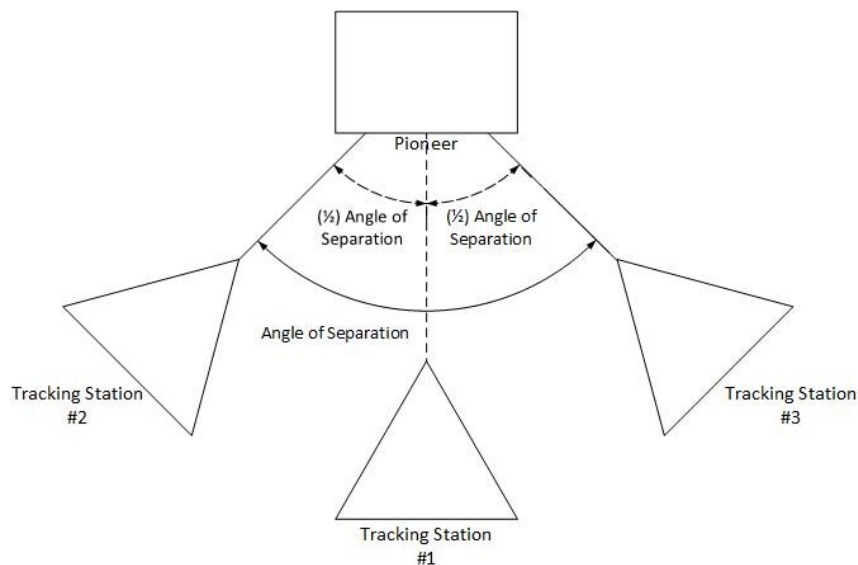 Pioneer
(½) Angle of
Separation
(½) Angle of
Separation
Angle of Separation
Tracking Station
#2
Tracking Station
#3
Tracking Station
#1